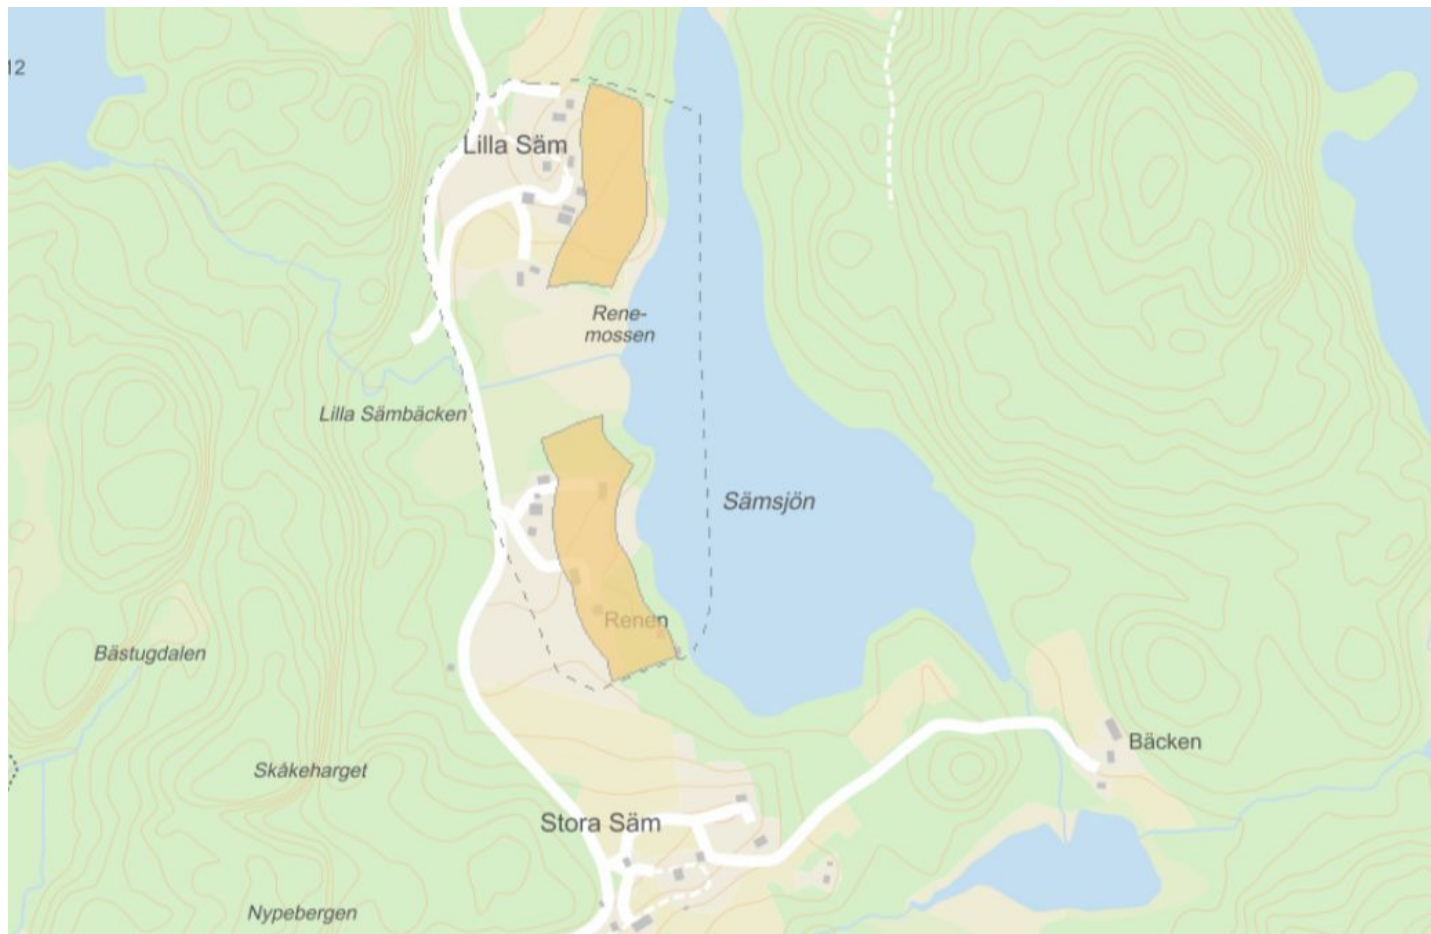 12
Lilla Säm
Rene-
mossen
Lilla Sämbäcken
Sämsjön
Renen
Bästugdalen
Bäcken
Skåkeharget
Stora Säm
Nypebergen